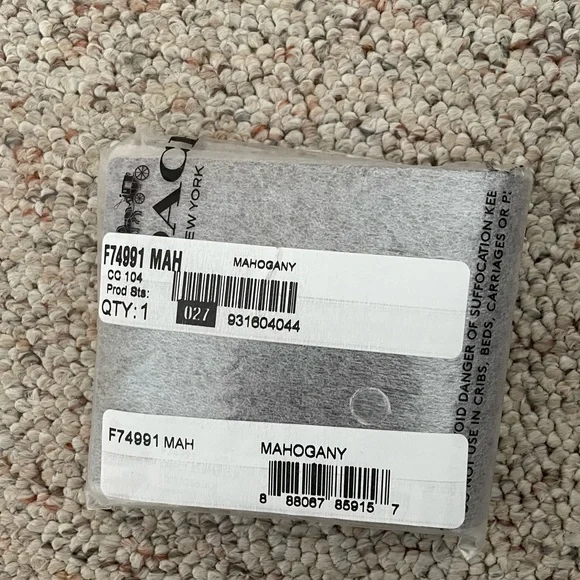 COACH
NEW YORK
F74991 MAH
MAHOGANY
CC 104
Prod Sts:
QTY: 1
027
931604044
F74991 MAH
MAHOGANY
8 88067 85915 7
OID DANGER OF SUFFOCATION KEE
NOT USE IN CRIBS, BEDS, CARRIAGES OR P